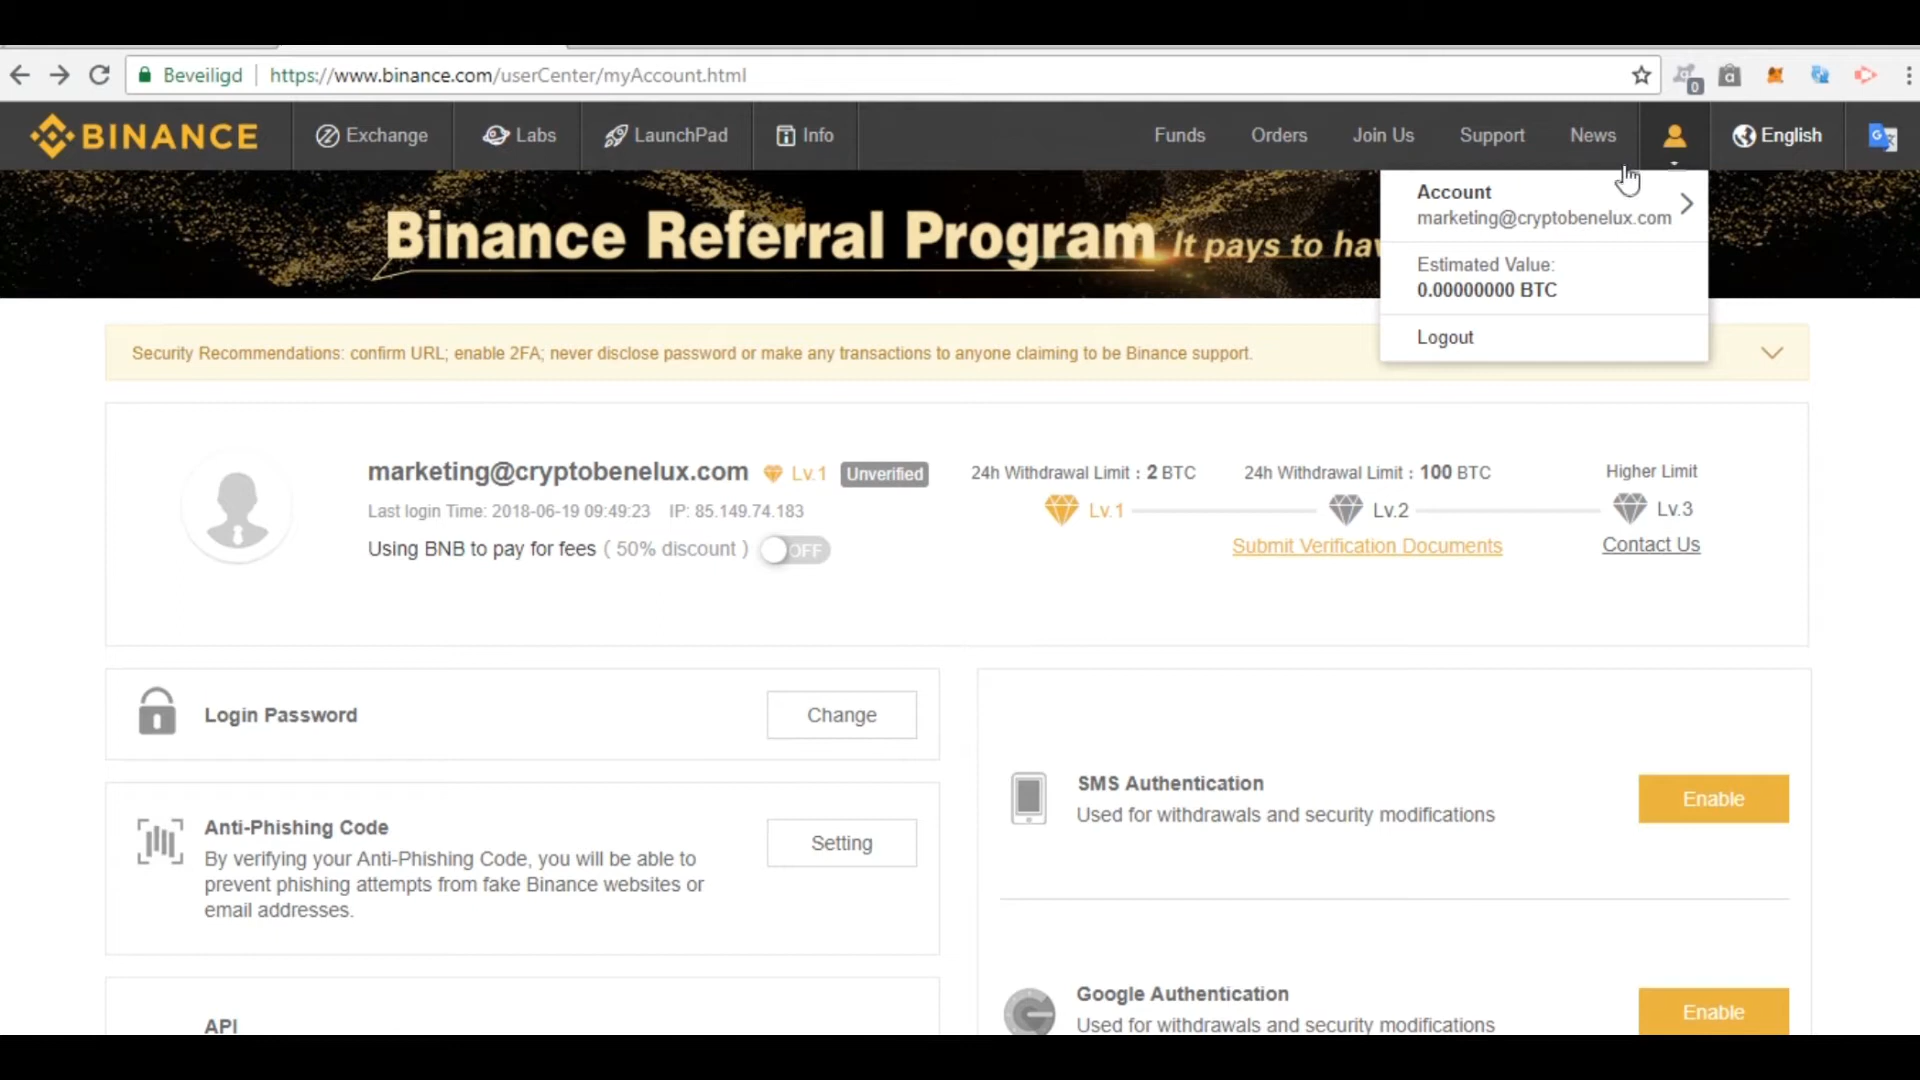 Beveiligd https://www.binance.com/userCenter/myAccount.html
0
a
BINANCE Exchange Labs LaunchPad Info Funds Orders Join Us Support News English
Binance Referral Program It pays to hav
Account
marketing@cryptobenelux.com
Estimated Value:
0.00000000 BTC
Logout
Security Recommendations: confirm URL; enable 2FA; never disclose password or make any transactions to anyone claiming to be Binance support.
marketing@cryptobenelux.com Lv.1 Unverified
Last login Time: 2018-06-19 09:49:23 IP: 85.149.74.183
Using BNB to pay for fees ( 50% discount ) OFF
24h Withdrawal Limit : 2 BTC 24h Withdrawal Limit : 100 BTC Higher Limit
Lv.1 Lv.2 Lv.3
Submit Verification Documents Contact Us
Login Password Change
Anti-Phishing Code
By verifying your Anti-Phishing Code, you will be able to
prevent phishing attempts from fake Binance websites or
email addresses.
Setting
API
SMS Authentication
Used for withdrawals and security modifications
Enable
Google Authentication
Used for withdrawals and security modifications
Enable